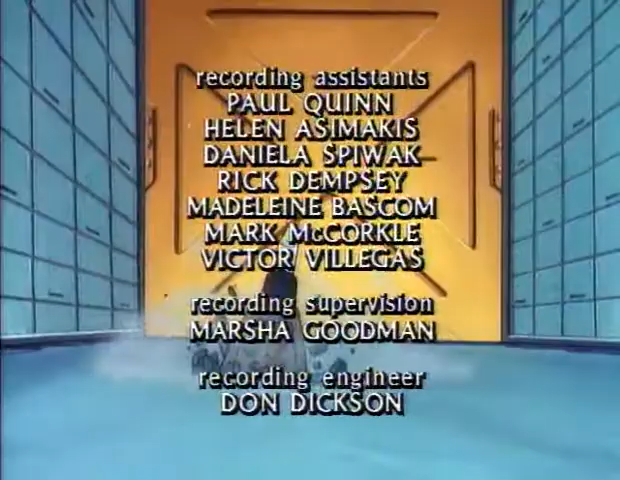 recording assistants
PAUL QUINN
HELEN ASIMAKIS
DANIELA SPIWAK
RICK DEMPSEY
MADELEINE BASCOM
MARK McCORKLE
VICTOR VILLEGAS
recording supervision
MARSHA GOODMAN
recording engineer
DON DICKSON